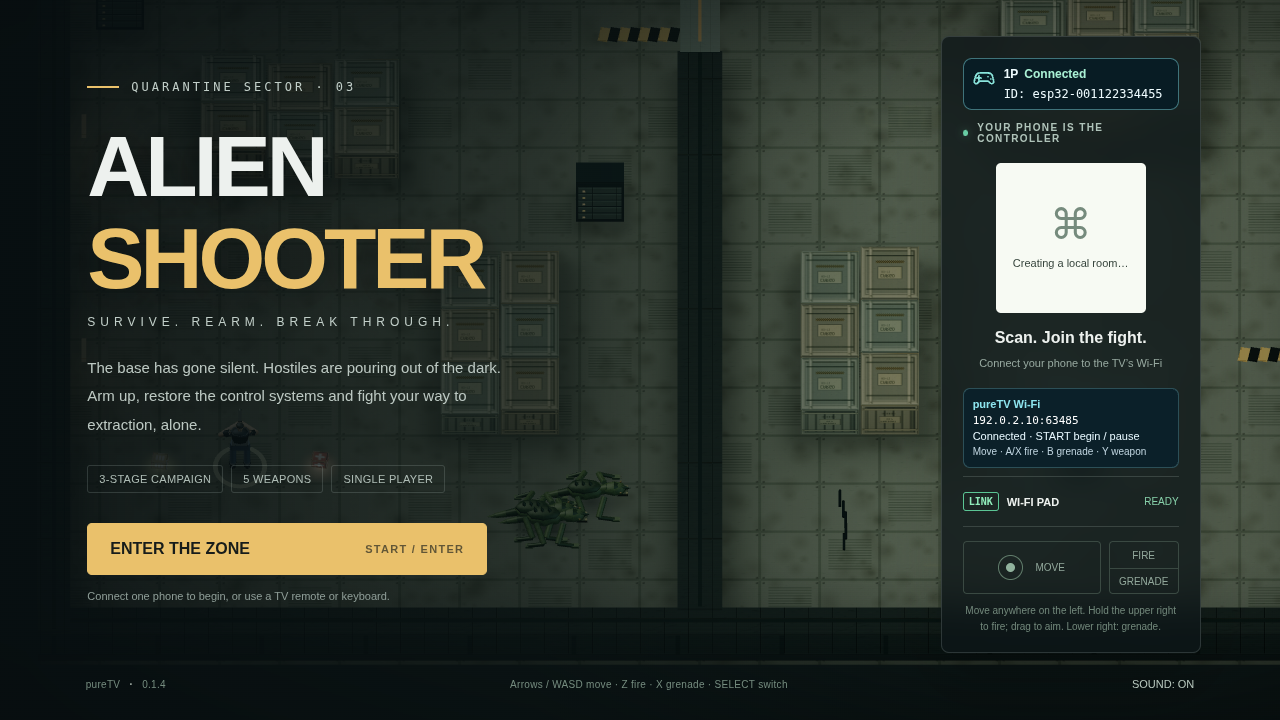 QUARANTINE SECTOR · 03
ALIEN
SHOOTER
SURVIVE. REARM. BREAK THROUGH.
The base has gone silent. Hostiles are pouring out of the dark.
Arm up, restore the control systems and fight your way to
extraction, alone.
3-STAGE CAMPAIGN
5 WEAPONS
SINGLE PLAYER
ENTER THE ZONE
START / ENTER
Connect one phone to begin, or use a TV remote or keyboard.
1P Connected
ID: esp32-001122334455
YOUR PHONE IS THE
CONTROLLER
Creating a local room…
Scan. Join the fight.
Connect your phone to the TV's Wi-Fi
pureTV Wi-Fi
192.0.2.10:63485
Connected · START begin / pause
Move · A/X fire · B grenade · Y weapon
LINK WI-FI PAD READY
MOVE
FIRE
GRENADE
Move anywhere on the left. Hold the upper right
to fire; drag to aim. Lower right: grenade.
pureTV · 0.1.4
Arrows / WASD move · Z fire · X grenade · SELECT switch
SOUND: ON